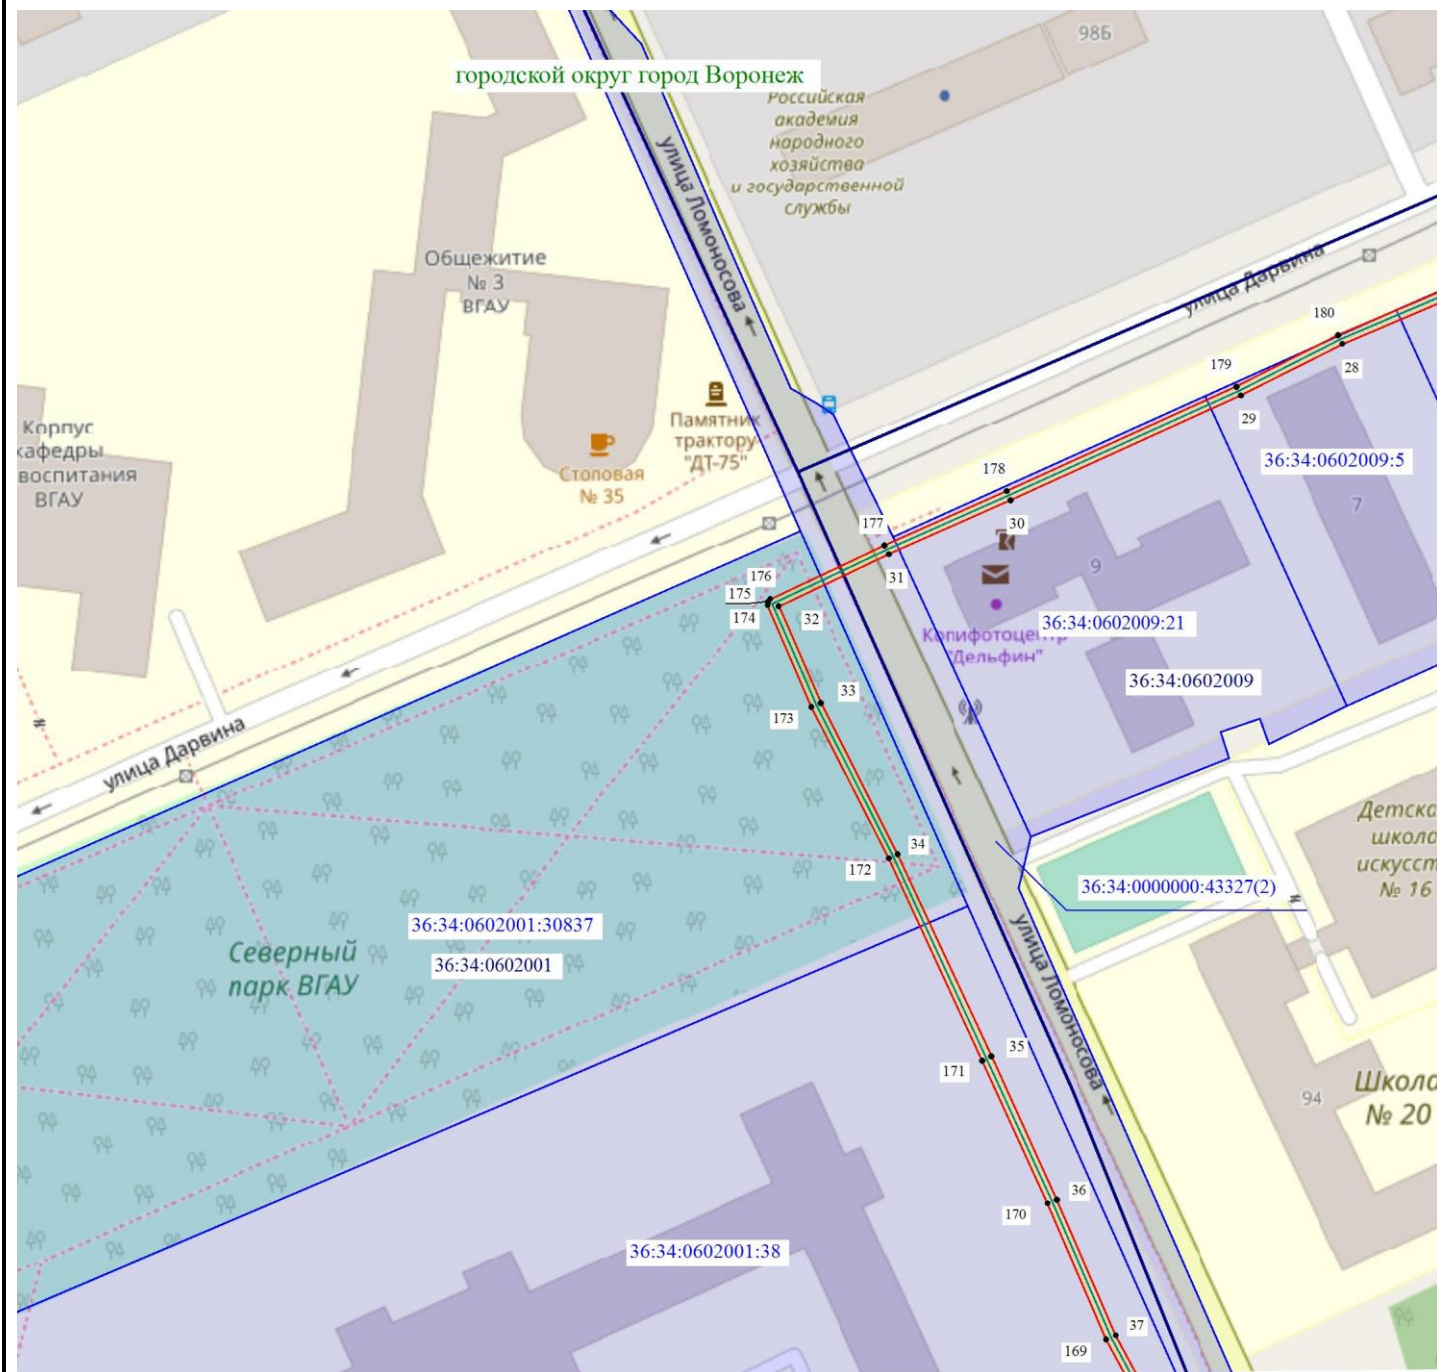 98Б
городской округ город Воронеж
Российская
академия
народного
хозяйства
и государственной
службы
улица Ломоносова
Общежитие
№ 3
ВГАУ
улица Дарвина
180
28
179
29
Памятник
трактору
"ДТ-75"
Столовая
№ 35
Корпус
кафедры
воспитания
ВГАУ
36:34:0602009:5
7
178
30
177
31
9
176
175
174
32
36:34:0602009:21
Копифотоцентр
"Дельфин"
36:34:0602009
33
173
улица Дарвина
Детска
школа
искусст
№ 16
34
172
36:34:0000000:43327(2)
36:34:0602001:30837
Северный
парк ВГАУ
36:34:0602001
улица Ломоносова
35
171
Школа
№ 20
94
36
170
36:34:0602001:38
37
169